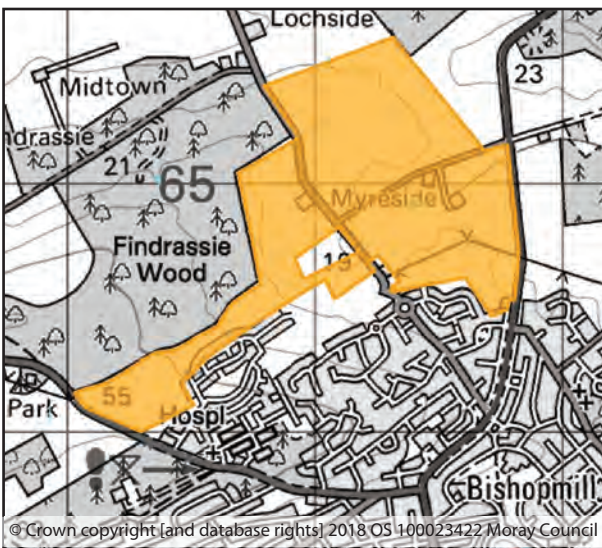 Lochside
23
Midtown
ndrassie
21
65
Myreside
Findrassie
Wood
19
Park
55
Hospl
Bishopmill
© Crown copyright [and database rights] 2018 OS 100023422 Moray Council